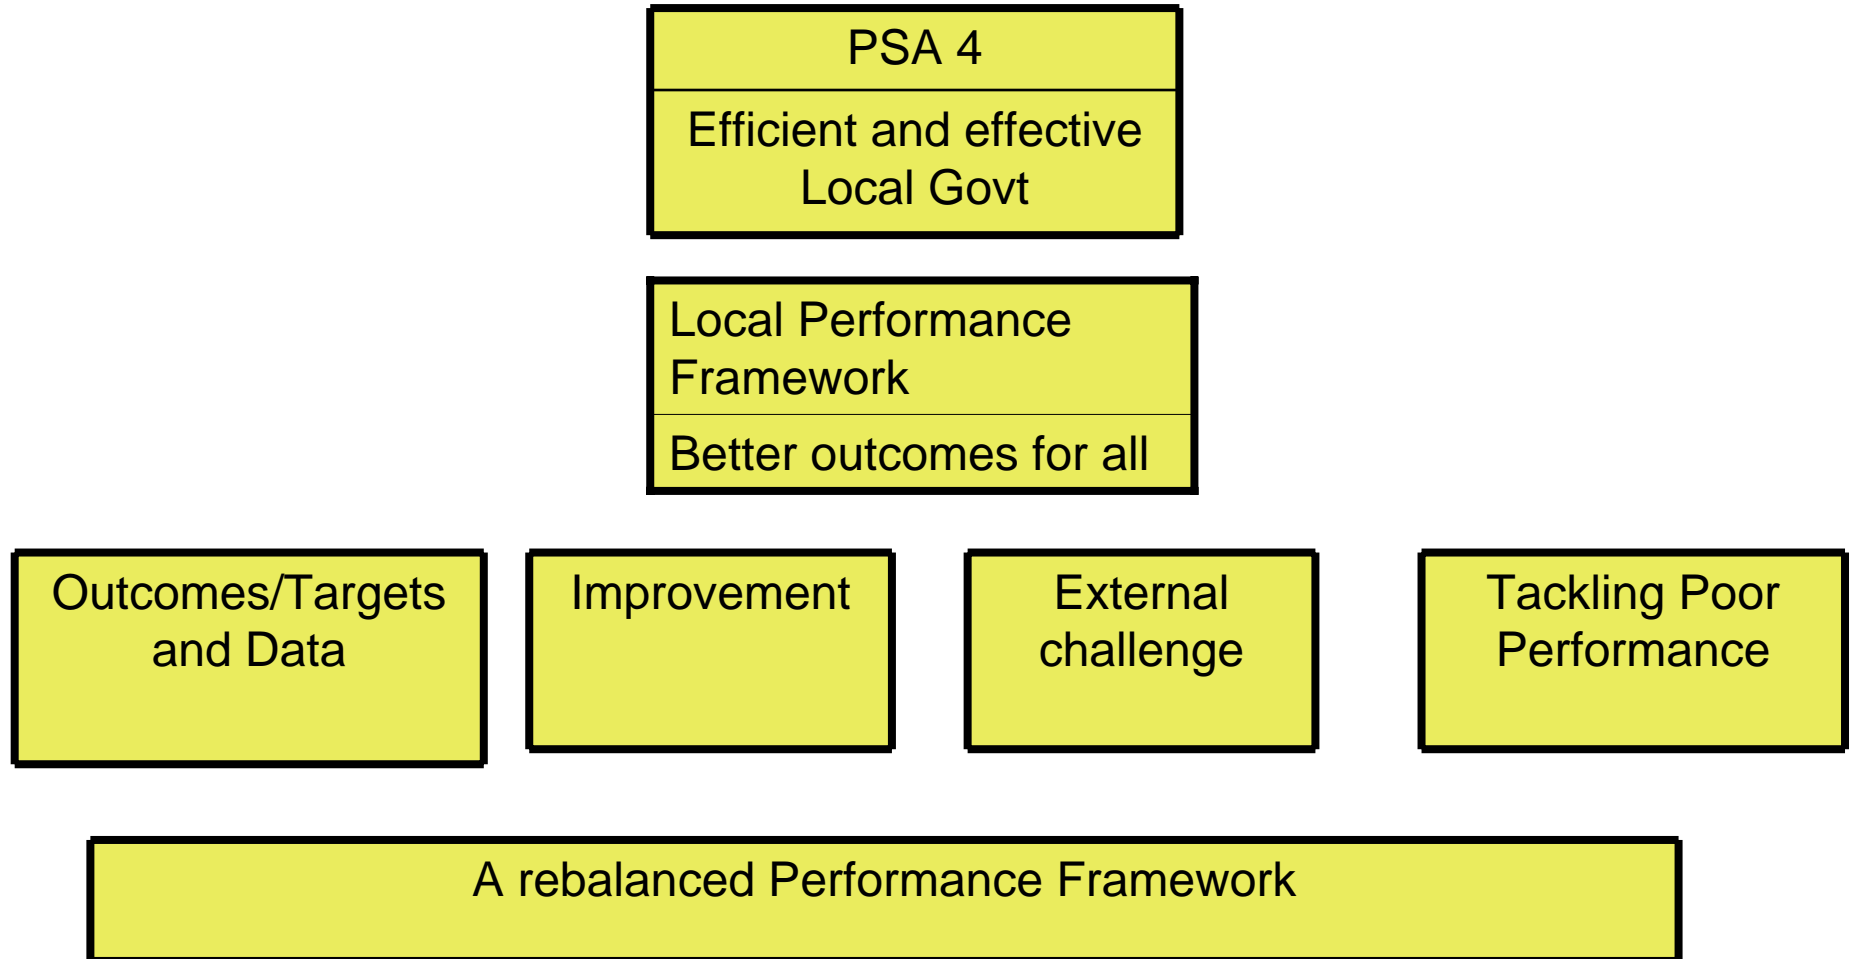 PSA 4
Efficient and effective
Local Govt
Local Performance
Framework
Better outcomes for all
Outcomes/Targets
and Data
Improvement
External
challenge
Tackling Poor
Performance
A rebalanced Performance Framework